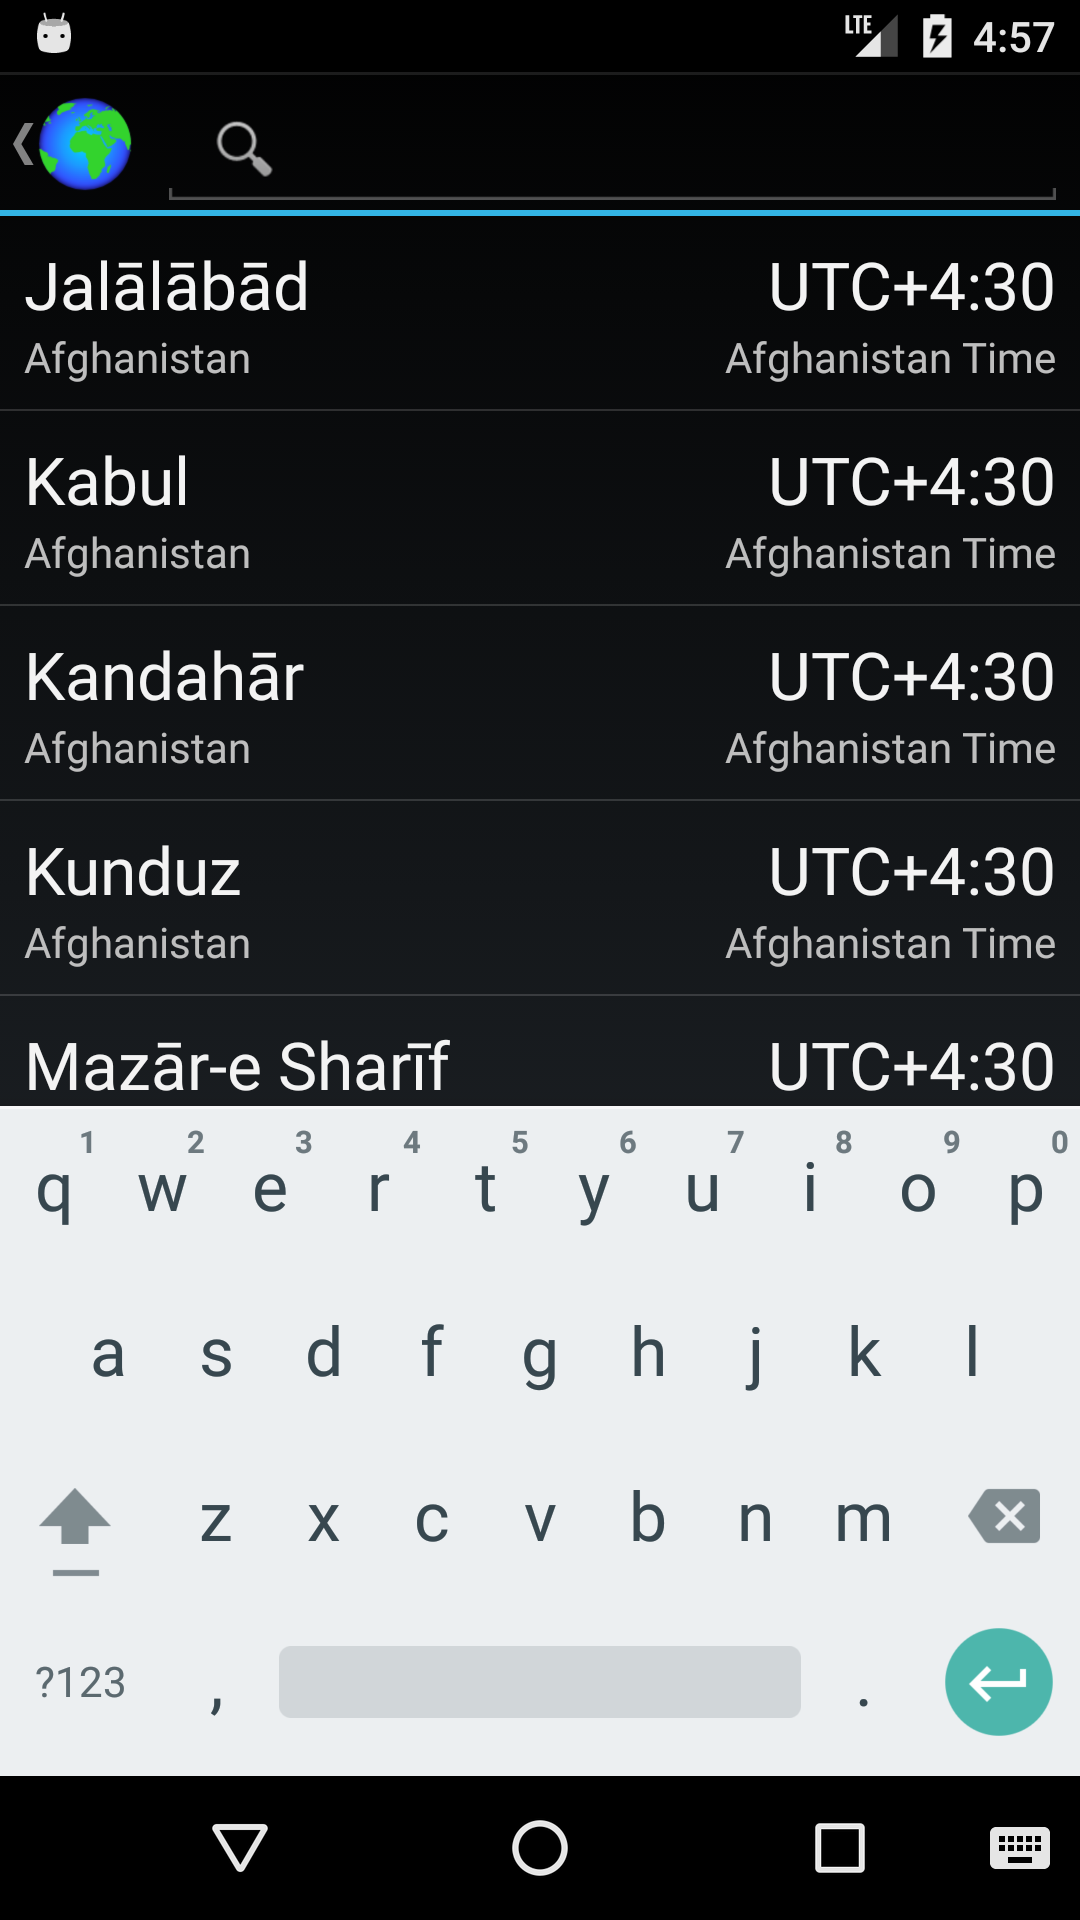 LTE 4:57
Jalālābād UTC+4:30
Afghanistan Afghanistan Time
Kabul UTC+4:30
Afghanistan Afghanistan Time
Kandahār UTC+4:30
Afghanistan Afghanistan Time
Kunduz UTC+4:30
Afghanistan Afghanistan Time
Mazār-e Sharīf UTC+4:30
1 2 3 4 5 6 7 8 9 0
q w e r t y u i o p
a s d f g h j k l
z x c v b n m
?123 , .